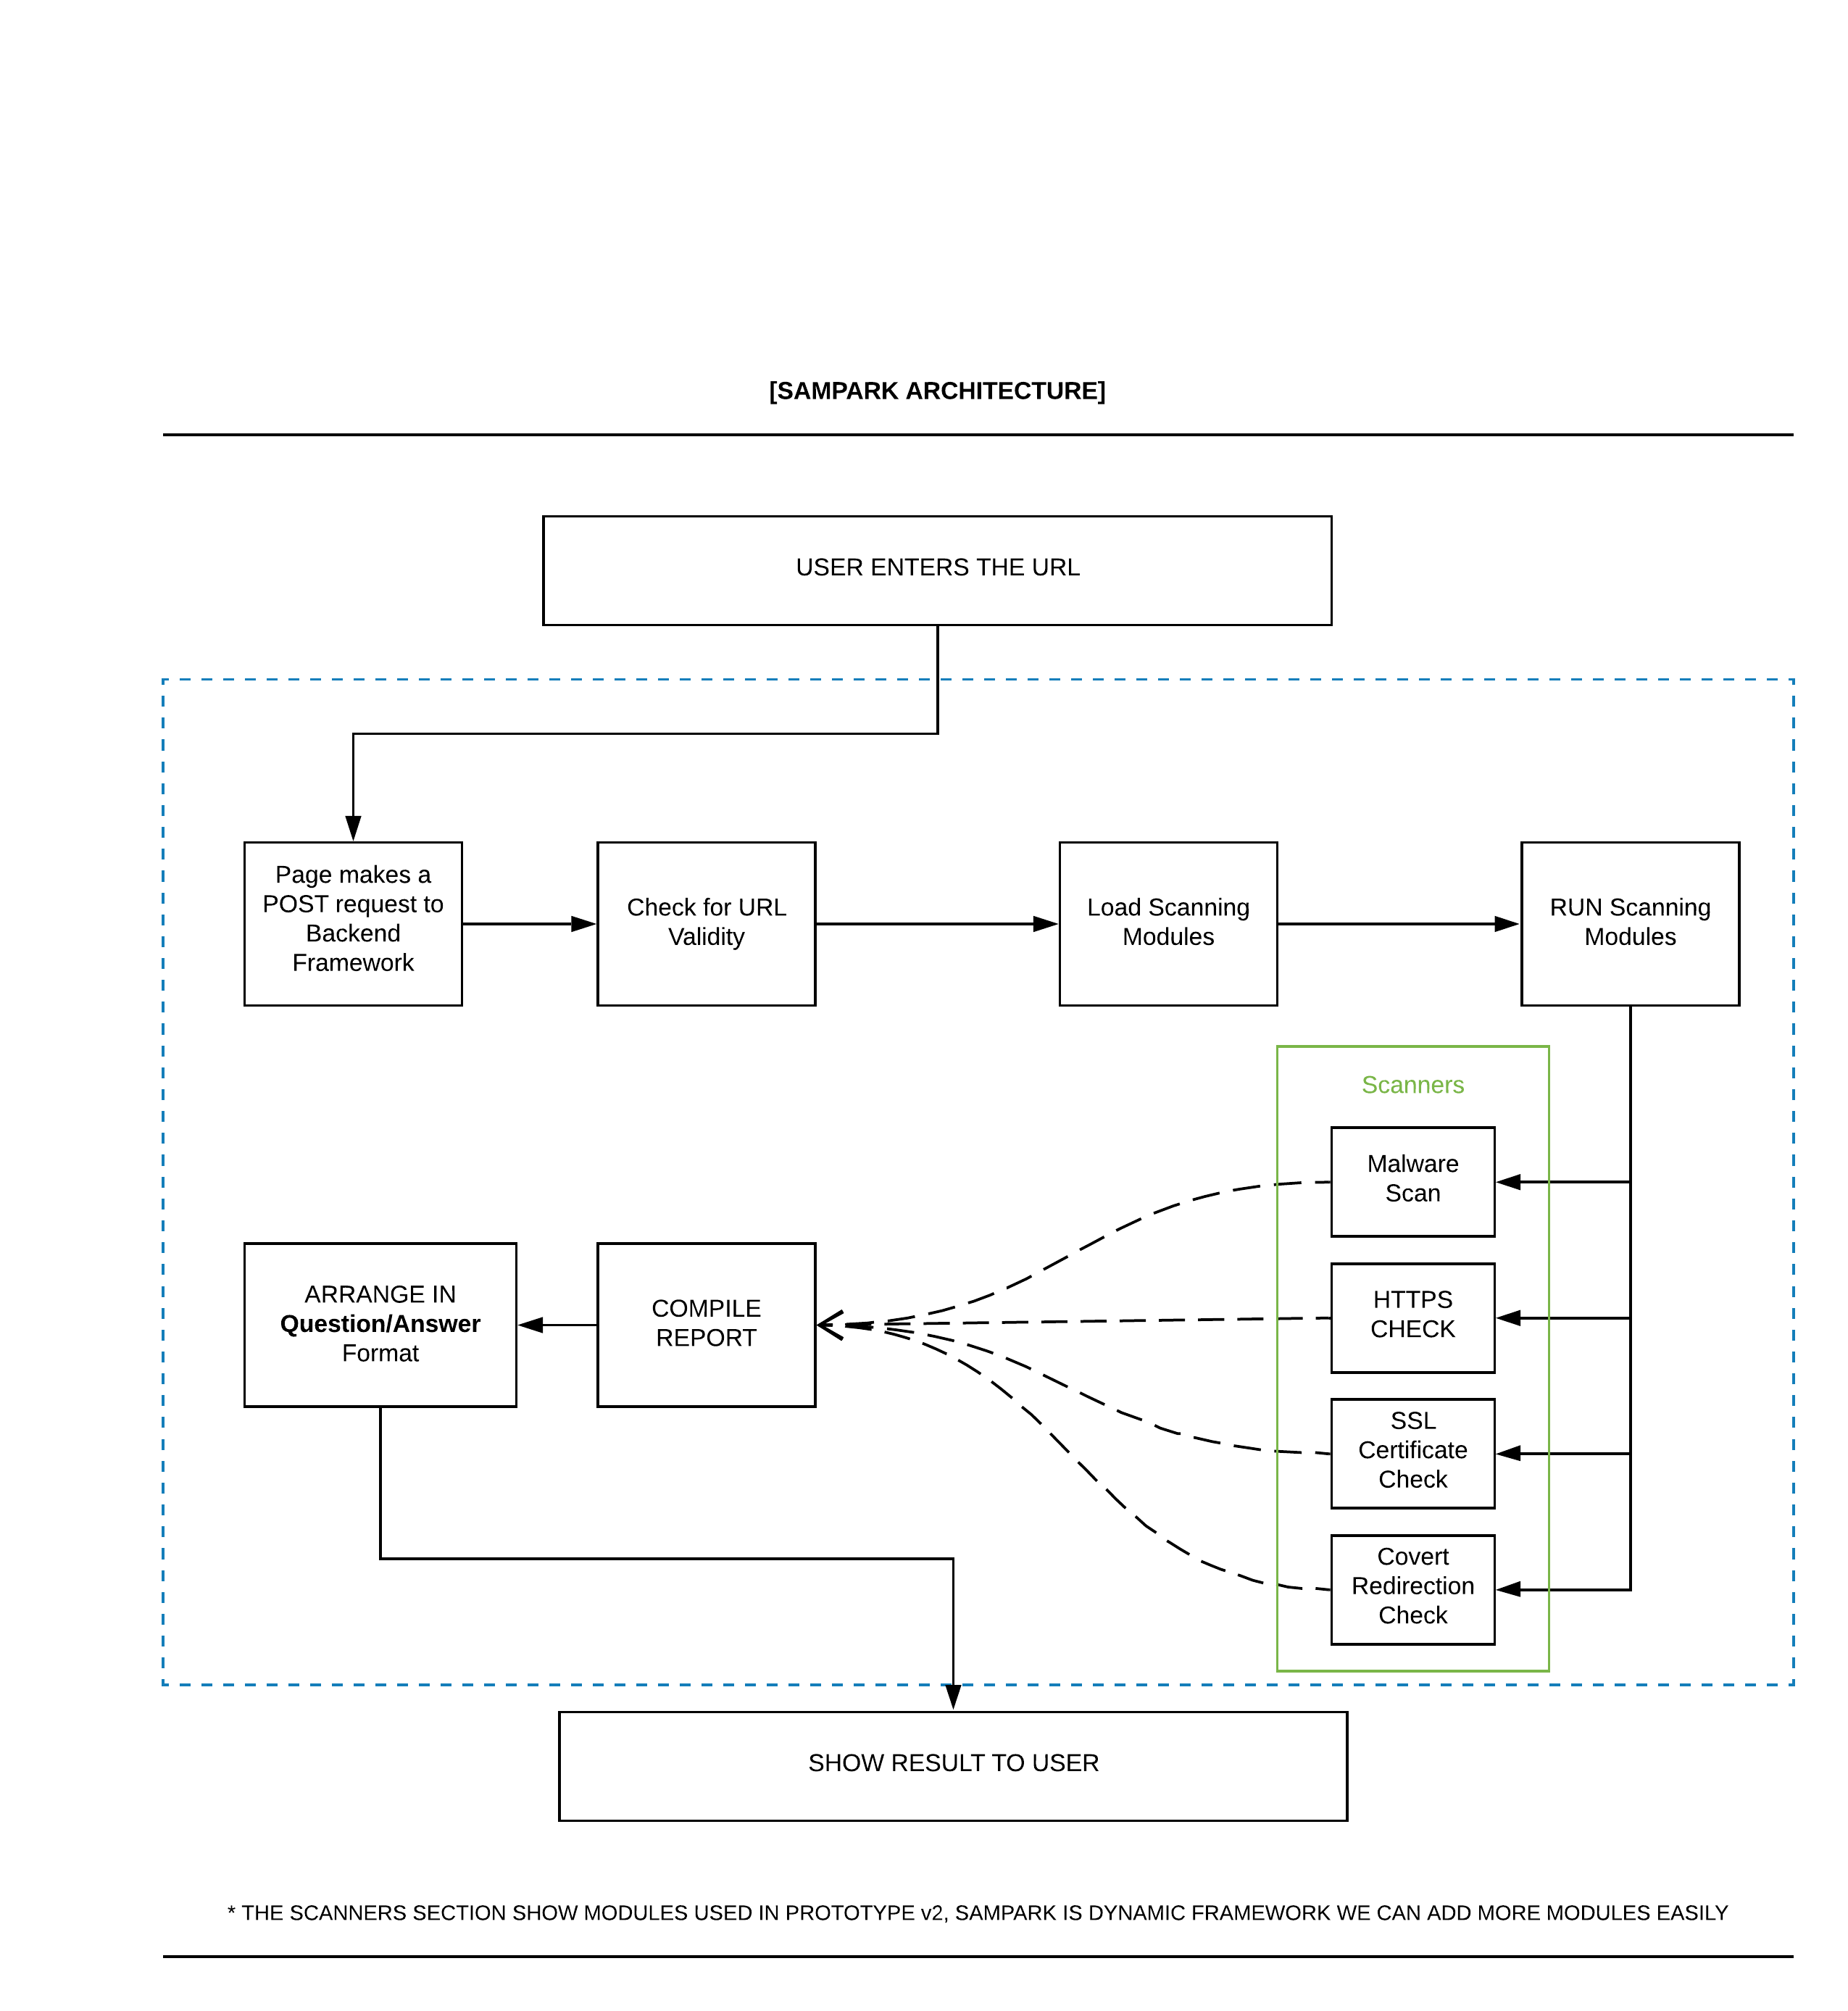 [SAMPARK ARCHITECTURE]
USER ENTERS THE URL
Page makes a
POST request to
Backend
Framework
Check for URL
Validity
Load Scanning
Modules
RUN Scanning
Modules
Scanners
Malware
Scan
HTTPS
CHECK
SSL
Certificate
Check
Covert
Redirection
Check
COMPILE
REPORT
ARRANGE IN
Question/Answer
Format
SHOW RESULT TO USER
* THE SCANNERS SECTION SHOW MODULES USED IN PROTOTYPE v2, SAMPARK IS DYNAMIC FRAMEWORK WE CAN ADD MORE MODULES EASILY